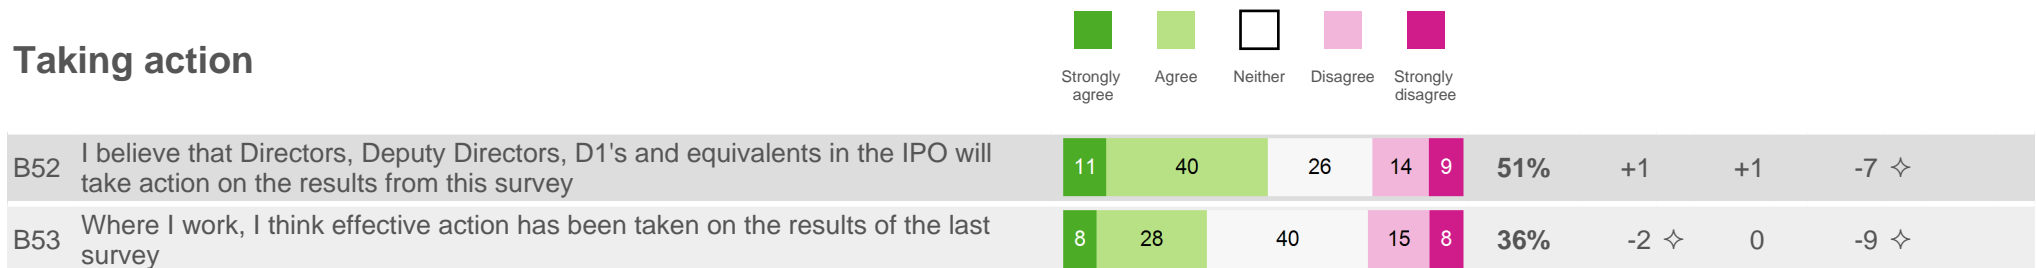 Taking action
Strongly agree
Agree
Neither
Disagree
Strongly disagree
B52 I believe that Directors, Deputy Directors, D1's and equivalents in the IPO will
take action on the results from this survey
11 40 26 14 9 51% +1 +1 -7 ✧
B53 Where I work, I think effective action has been taken on the results of the last
survey
8 28 40 15 8 36% -2 ✧ 0 -9 ✧